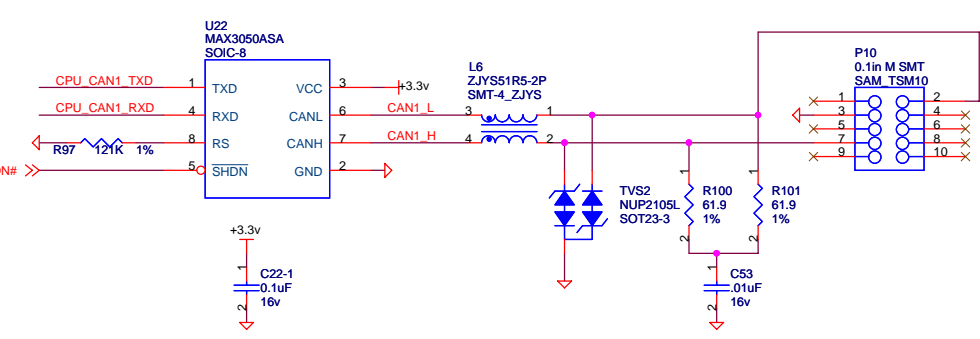 U22
MAX3050ASA
SOIC-8
CPU_CAN1_TXD
1
TXD
VCC
3
+3.3v
CPU_CAN1_RXD
4
RXD
CANL
6
CAN1_L
R97
121K
1%
8
RS
CANH
7
CAN1_H
N#
5
SHDN
GND
2
L6
ZJYS51R5-2P
SMT-4_ZJYS
3
1
4
2
P10
0.1in M SMT
SAM_TSM10
1
2
3
4
5
6
7
8
9
10
TVS2
NUP2105L
SOT23-3
1
R100
61.9
1%
2
1
R101
61.9
1%
2
+3.3v
1
C22-1
0.1uF
16v
2
1
C53
.01uF
16v
2